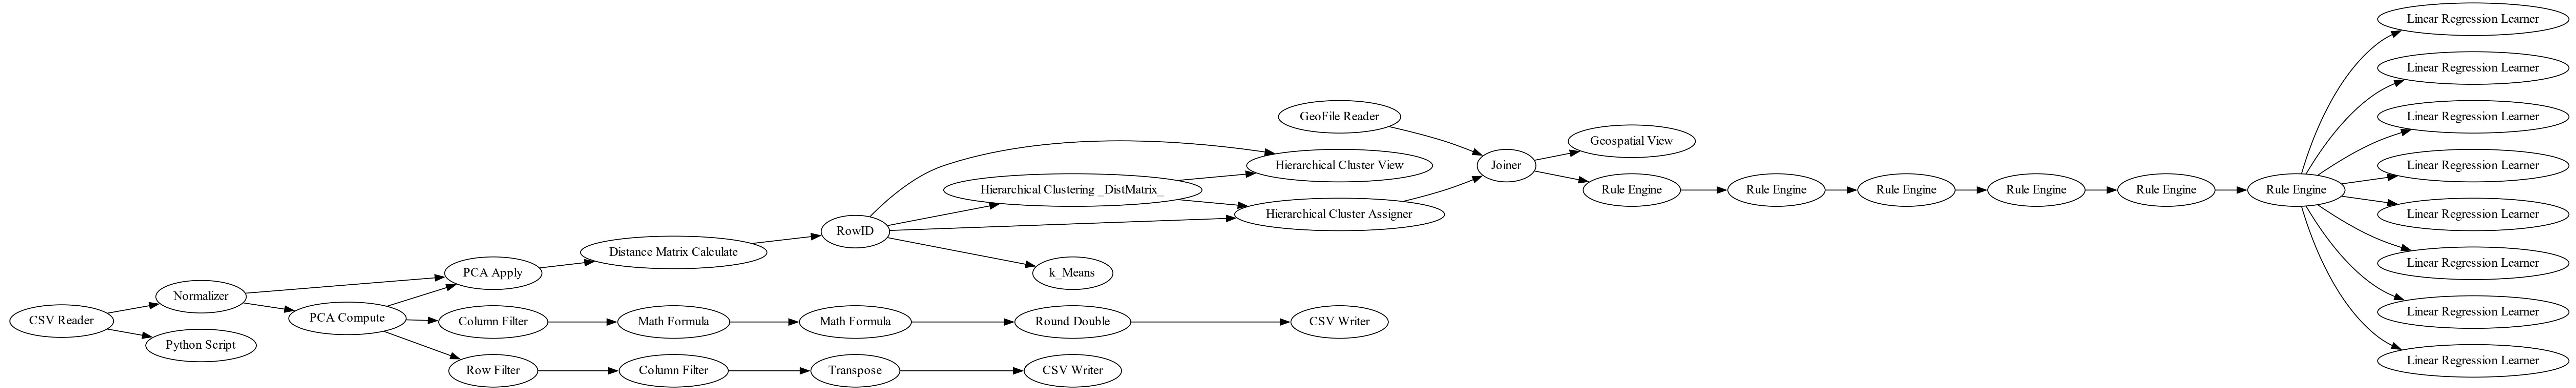 CSV Reader
Normalizer
Python Script
PCA Compute
PCA Apply
Column Filter
Row Filter
Distance Matrix Calculate
Math Formula
Column Filter
RowID
Math Formula
Transpose
Hierarchical Clustering _DistMatrix_
k_Means
Round Double
CSV Writer
GeoFile Reader
Hierarchical Cluster View
Hierarchical Cluster Assigner
CSV Writer
Joiner
Geospatial View
Rule Engine
Rule Engine
Rule Engine
Rule Engine
Rule Engine
Rule Engine
Linear Regression Learner
Linear Regression Learner
Linear Regression Learner
Linear Regression Learner
Linear Regression Learner
Linear Regression Learner
Linear Regression Learner
Linear Regression Learner